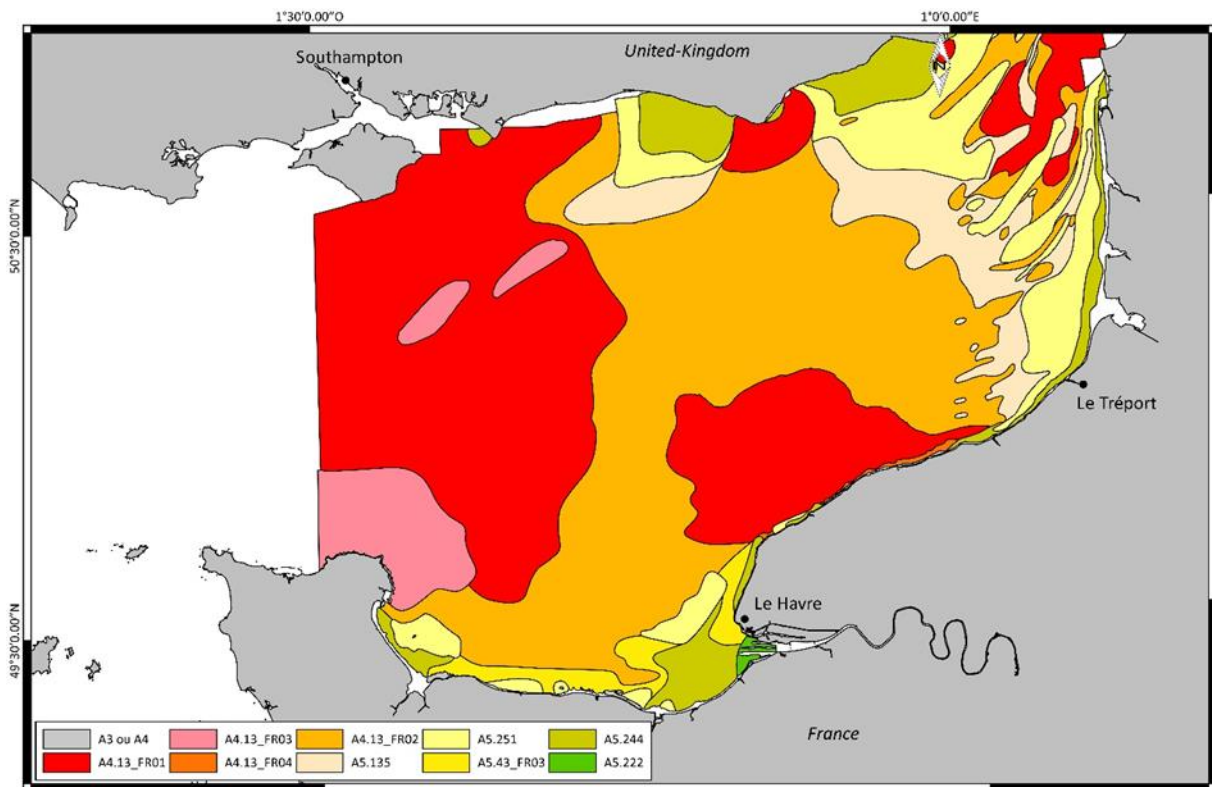 1°30'0.00"O
1°0'0.00"E
United-Kingdom
Southampton
N
50°30'0.00"N
Le Tréport
Le Havre
49°30'0.00"N
France
A3 ou A4
A4.13_FR03
A4.13_FR02
A5.251
A5.244
A4.13_FR01
A4.13_FR04
A5.135
A5.43_FR03
A5.222